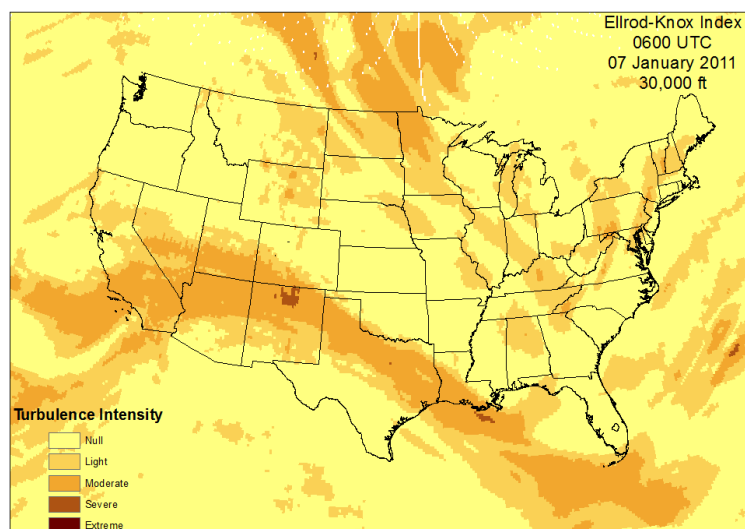 Ellrod-Knox Index
0600 UTC
07 January 2011
30,000 ft
Turbulence Intensity
Null
Light
Moderate
Severe
Extreme